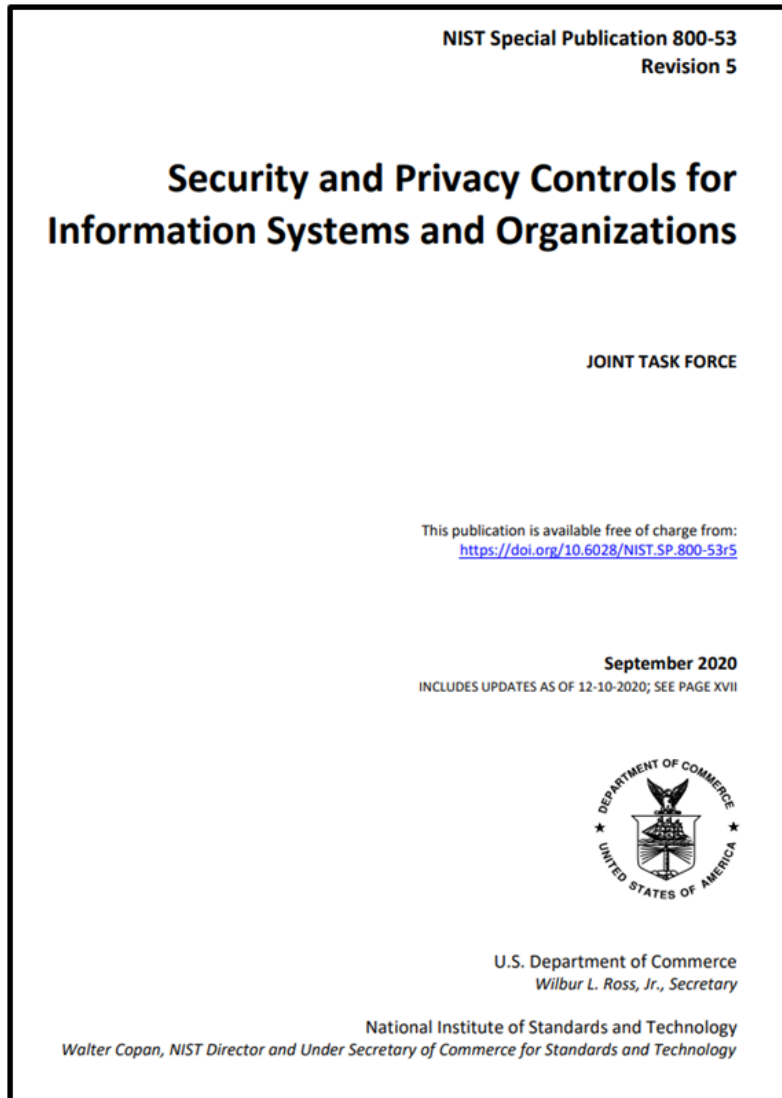 NIST Special Publication 800-53
Revision 5
Security and Privacy Controls for
Information Systems and Organizations
JOINT TASK FORCE
This publication is available free of charge from:
https://doi.org/10.6028/NIST.SP.800-53r5
September 2020
INCLUDES UPDATES AS OF 12-10-2020; SEE PAGE XVII
DEPARTMENT OF COMMERCE
UNITED STATES OF AMERICA
U.S. Department of Commerce
Wilbur L. Ross, Jr., Secretary
National Institute of Standards and Technology
Walter Copan, NIST Director and Under Secretary of Commerce for Standards and Technology